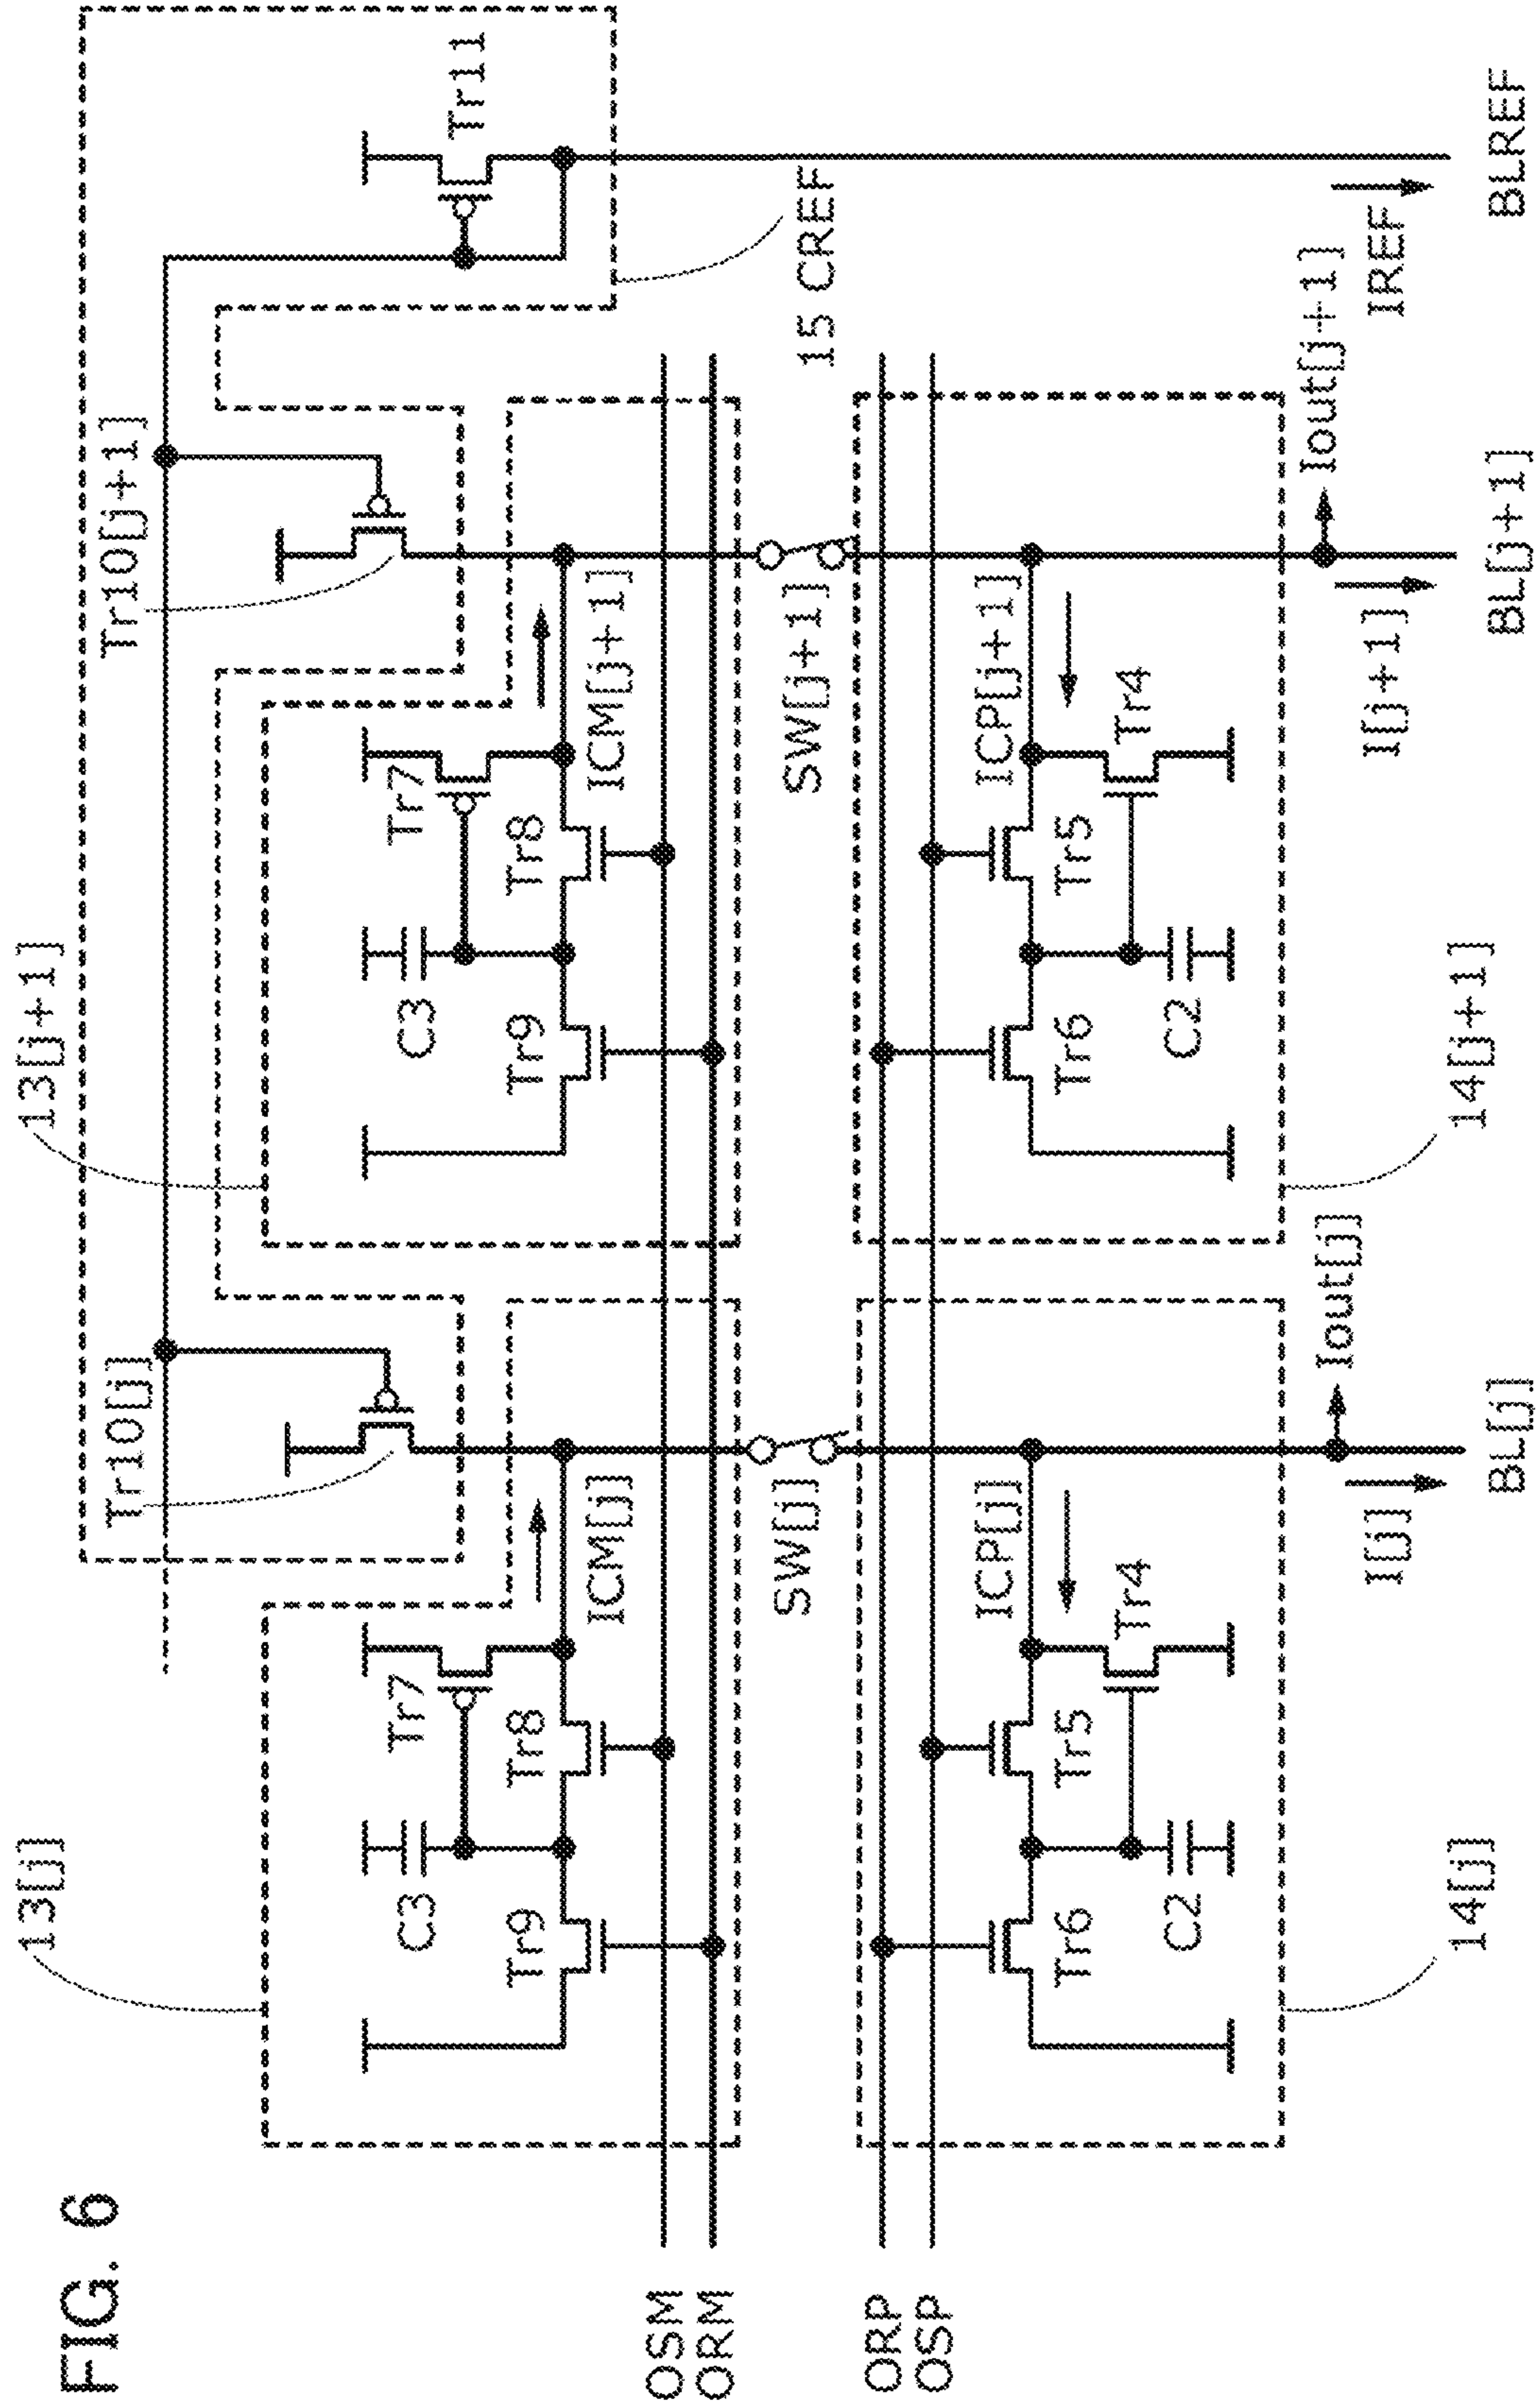 FIG. 6
13[j]
13[j+1]
Tr10[j]
Tr10[j+1]
Tr11
C3
Tr7
C3
Tr7
Tr9
Tr8
Tr9
Tr8
ICM[j]
ICM[j+1]
OSM
ORM
SW[j]
SW[j+1]
15 CREF
ORP
OSP
ICP[j]
ICP[j+1]
Tr6
Tr5
Tr6
Tr5
C2
Tr4
C2
Tr4
Iout[j]
Iout[j+1]
I[j]
I[j+1]
IREF
14[j]
14[j+1]
BL[j]
BL[j+1]
BLREF